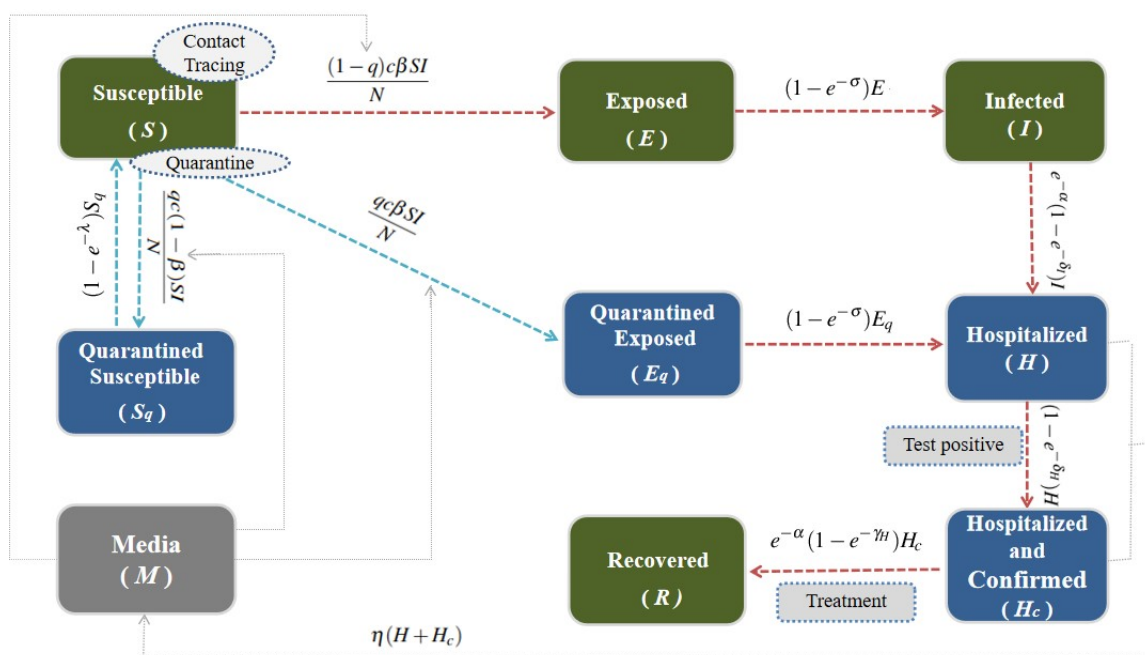 Contact
Tracing
Susceptible
(S)
Quarantine
(1 − q)cβSI
N
Exposed
(E)
(1 − e^{−σ})E
Infected
(I)
(1 − e^{−λ})S_q
qc(1 − β)SI
N
qcβSI
N
e^{−α}(1 − e^{−δ_I})I
Quarantined
Susceptible
(S_q)
Quarantined
Exposed
(E_q)
(1 − e^{−σ})E_q
Hospitalized
(H)
Test positive
(1 − e^{−δ_H})H
Media
(M)
Recovered
(R)
e^{−α}(1 − e^{−γ_H})H_c
Treatment
Hospitalized
and
Confirmed
(H_c)
η(H + H_c)